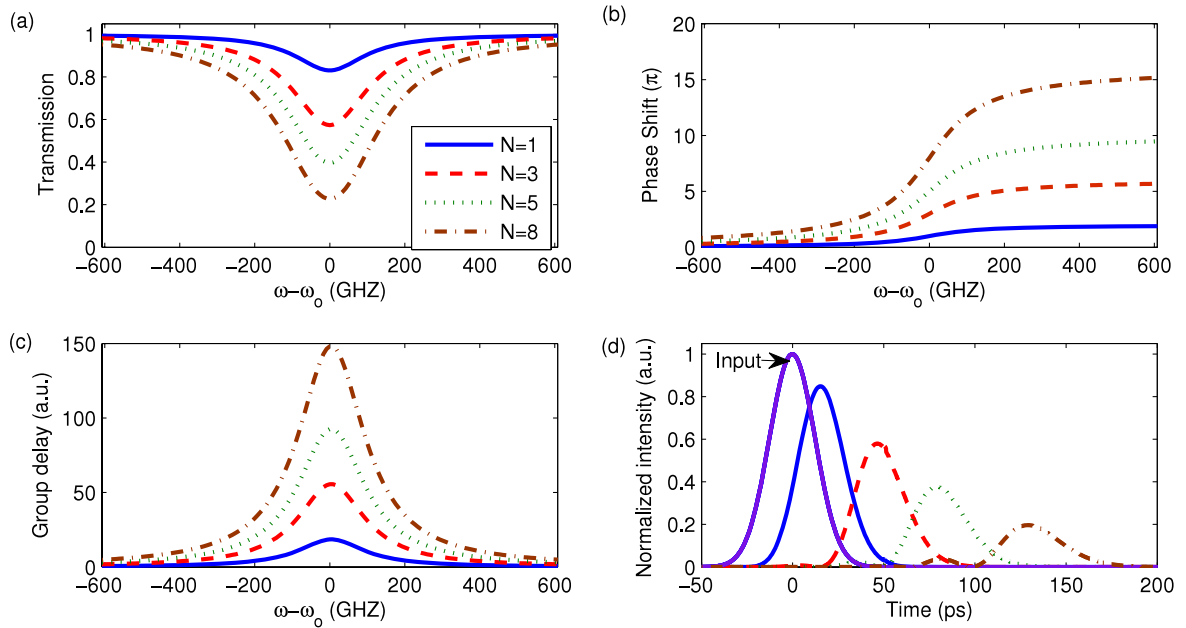 (a)
1
0.8
0.6
0.4
0.2
0
Transmission
−600 −400 −200 0 200 400 600
ω−ωo (GHZ)
N=1
N=3
N=5
N=8
(b)
20
15
10
5
0
Phase Shift (π)
−600 −400 −200 0 200 400 600
ω−ωo (GHZ)
(c)
150
100
50
0
Group delay (a.u.)
−600 −400 −200 0 200 400 600
ω−ωo (GHZ)
(d)
1
0.8
0.6
0.4
0.2
0
Normalized intensity (a.u.)
Input
−50 0 50 100 150 200
Time (ps)